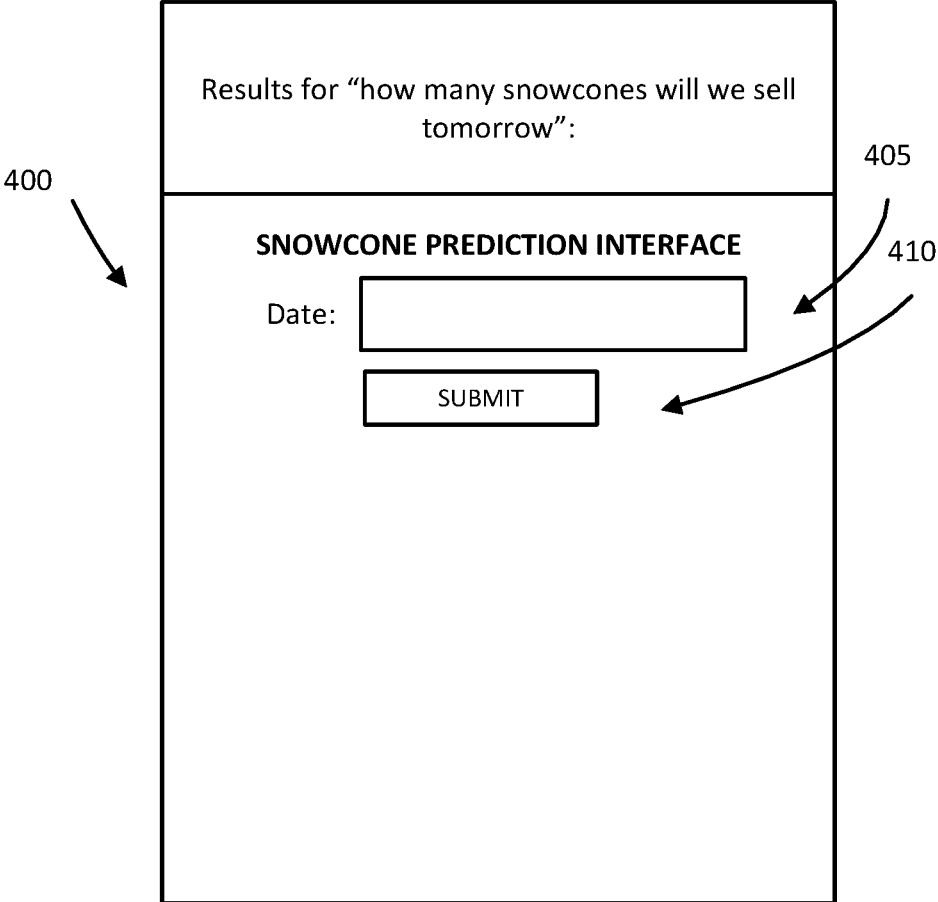 Results for “how many snowcones will we sell
tomorrow”:
405
400
SNOWCONE PREDICTION INTERFACE
410
Date:
SUBMIT